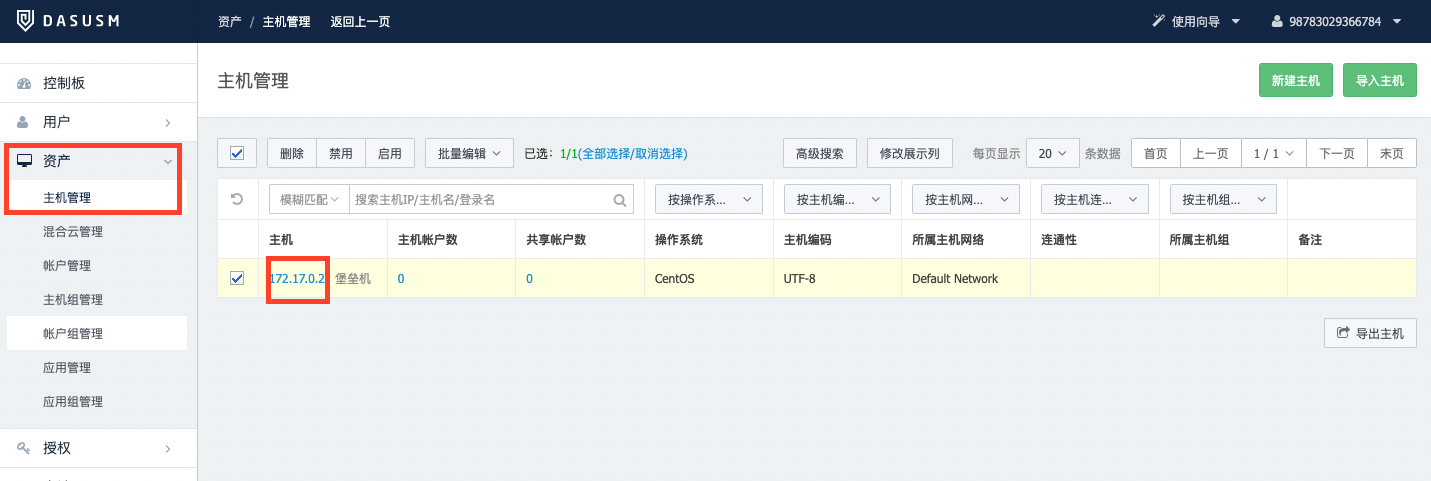 DASUSM
资产 / 主机管理 返回上一页
使用向导 98783029366784
控制板
用户
资产
主机管理
混合云管理
帐户管理
主机组管理
帐户组管理
应用管理
应用组管理
授权
主机管理
新建主机 导入主机
删除 禁用 启用 批量编辑 已选：1/1(全部选择/取消选择) 高级搜索 修改展示列 每页显示 20 条数据 首页 上一页 1 / 1 下一页 末页
模糊匹配 搜索主机IP/主机名/登录名 按操作系... 按主机编... 按主机网... 按主机连... 按主机组...
主机 主机帐户数 共享帐户数 操作系统 主机编码 所属主机网络 连通性 所属主机组 备注
172.17.0.2 堡垒机 0 0 CentOS UTF-8 Default Network
导出主机